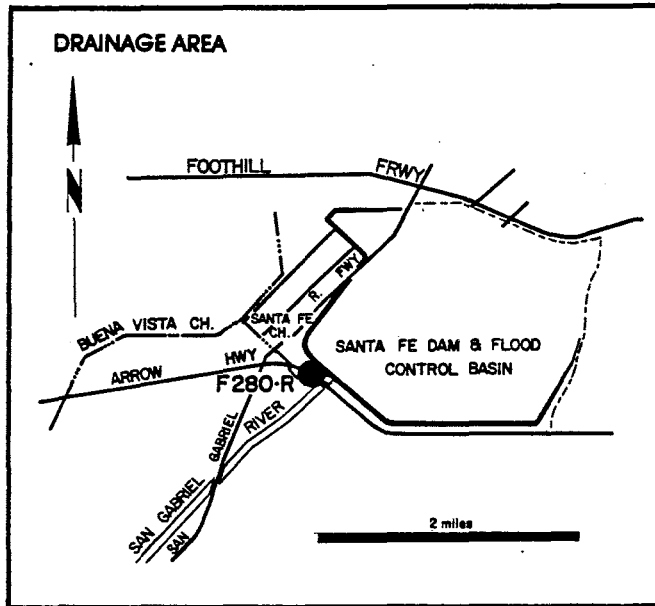 DRAINAGE AREA
N
FOOTHILL FRWY
BUENA VISTA CH.
SANTA FE
CH.
R. FWY
ARROW HWY
F280-R
SANTA FE DAM & FLOOD
CONTROL BASIN
SAN GABRIEL RIVER
SAN GABRIEL
2 miles